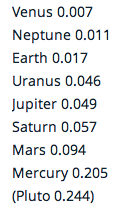 Venus 0.007
Neptune 0.011
Earth 0.017
Uranus 0.046
Jupiter 0.049
Saturn 0.057
Mars 0.094
Mercury 0.205
(Pluto 0.244)